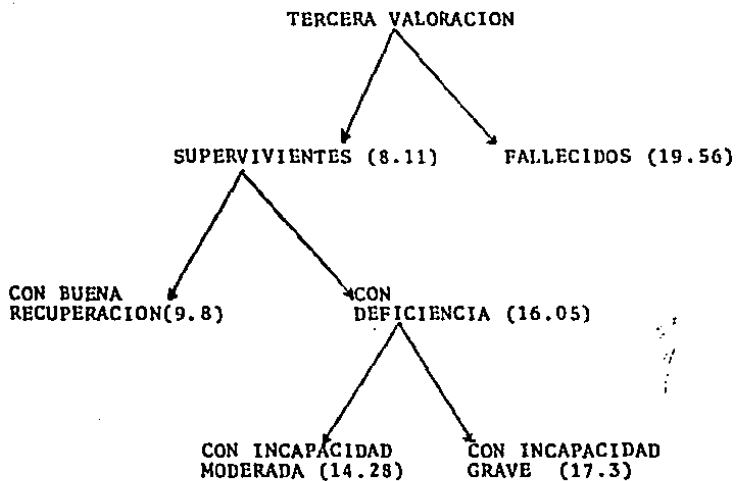 TERCERA VALORACION
SUPERVIVIENTES (8.11) FALLECIDOS (19.56)
CON BUENA
RECUPERACION(9.8)
CON
DEFICIENCIA (16.05)
CON INCAPACIDAD
MODERADA (14.28)
CON INCAPACIDAD
GRAVE (17.3)